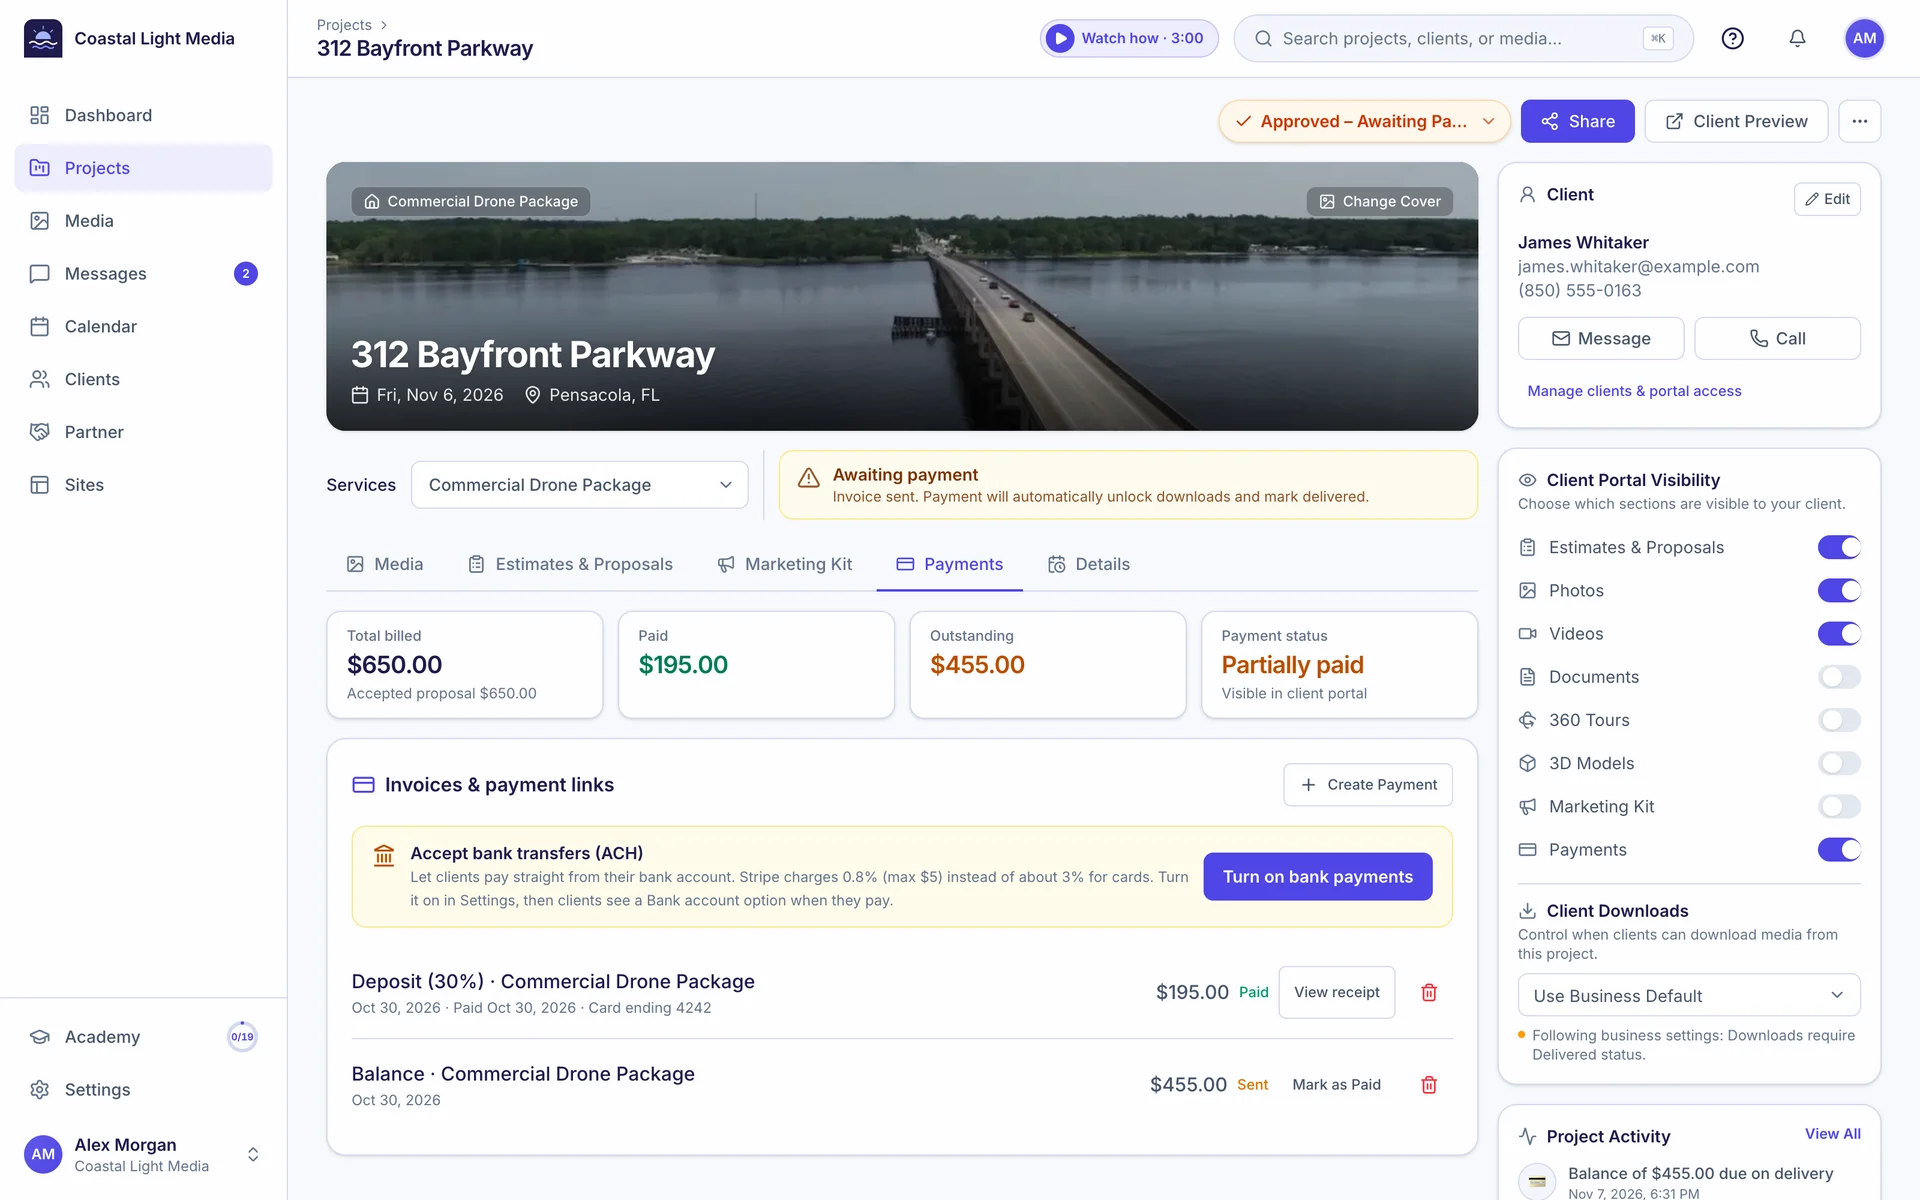 Coastal Light Media
Dashboard
Projects
Media
Messages
2
Calendar
Clients
Partner
Sites
Academy
0/19
Settings
AM
Alex Morgan
Coastal Light Media
Projects
312 Bayfront Parkway
Watch how · 3:00
Search projects, clients, or media...
⌘K
AM
Approved – Awaiting Pa...
Share
Client Preview
Commercial Drone Package
Change Cover
312 Bayfront Parkway
Fri, Nov 6, 2026
Pensacola, FL
Services
Commercial Drone Package
Awaiting payment
Invoice sent. Payment will automatically unlock downloads and mark delivered.
Media
Estimates & Proposals
Marketing Kit
Payments
Details
Total billed
$650.00
Accepted proposal $650.00
Paid
$195.00
Outstanding
$455.00
Payment status
Partially paid
Visible in client portal
Invoices & payment links
Create Payment
Accept bank transfers (ACH)
Let clients pay straight from their bank account. Stripe charges 0.8% (max $5) instead of about 3% for cards. Turn
it on in Settings, then clients see a Bank account option when they pay.
Turn on bank payments
Deposit (30%) · Commercial Drone Package
Oct 30, 2026 · Paid Oct 30, 2026 · Card ending 4242
$195.00
Paid
View receipt
Balance · Commercial Drone Package
Oct 30, 2026
$455.00
Sent
Mark as Paid
Client
Edit
James Whitaker
james.whitaker@example.com
(850) 555-0163
Message
Call
Manage clients & portal access
Client Portal Visibility
Choose which sections are visible to your client.
Estimates & Proposals
Photos
Videos
Documents
360 Tours
3D Models
Marketing Kit
Payments
Client Downloads
Control when clients can download media from
this project.
Use Business Default
Following business settings: Downloads require
Delivered status.
Project Activity
View All
Balance of $455.00 due on delivery
Nov 7, 2026, 6:31 PM